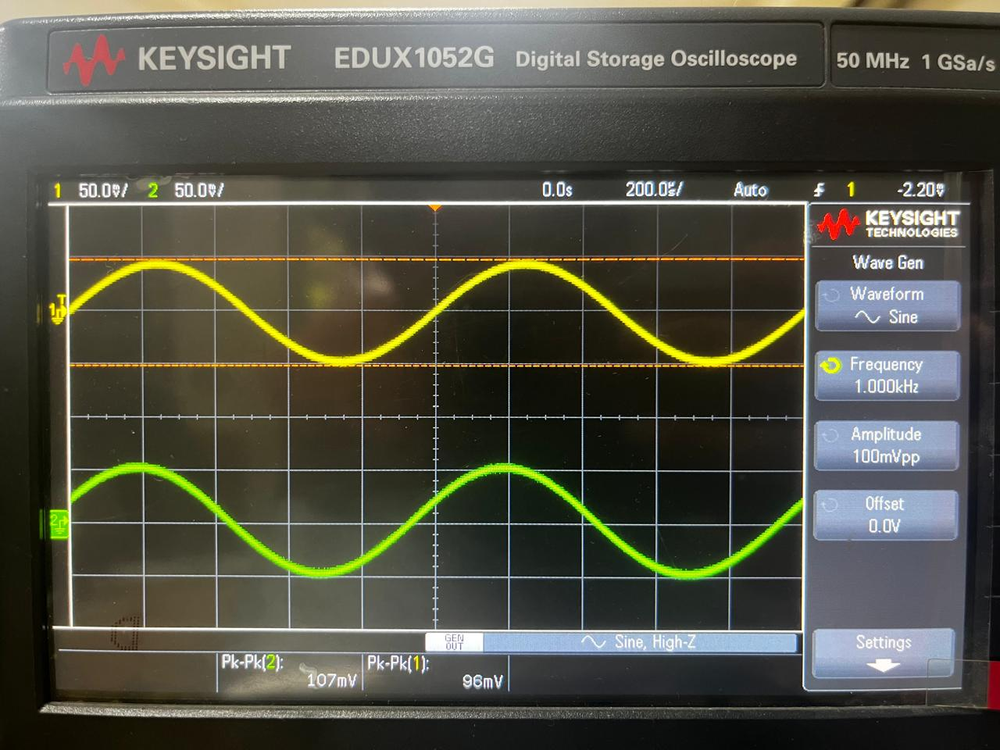 KEYSIGHT EDUX1052G Digital Storage Oscilloscope 50 MHz 1 GSa/s
1 50.0mV/ 2 50.0mV/ 0.0s 200.0us/ Auto 1 -2.20mV
KEYSIGHT
TECHNOLOGIES
Wave Gen
Waveform
Sine
Frequency
1.000kHz
Amplitude
100mVpp
Offset
0.0V
Settings
T
1
2
GEN
OUT
Sine, High-Z
Pk-Pk(2):
107mV
Pk-Pk(1):
96mV